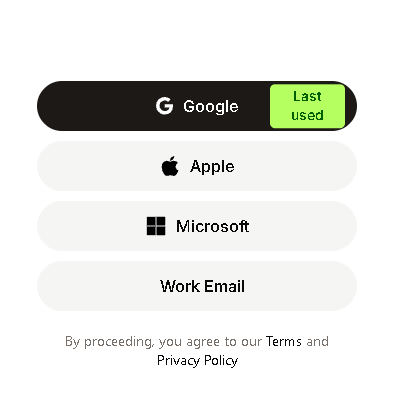 Google
Last
used
Apple
Microsoft
Work Email
By proceeding, you agree to our Terms and
Privacy Policy